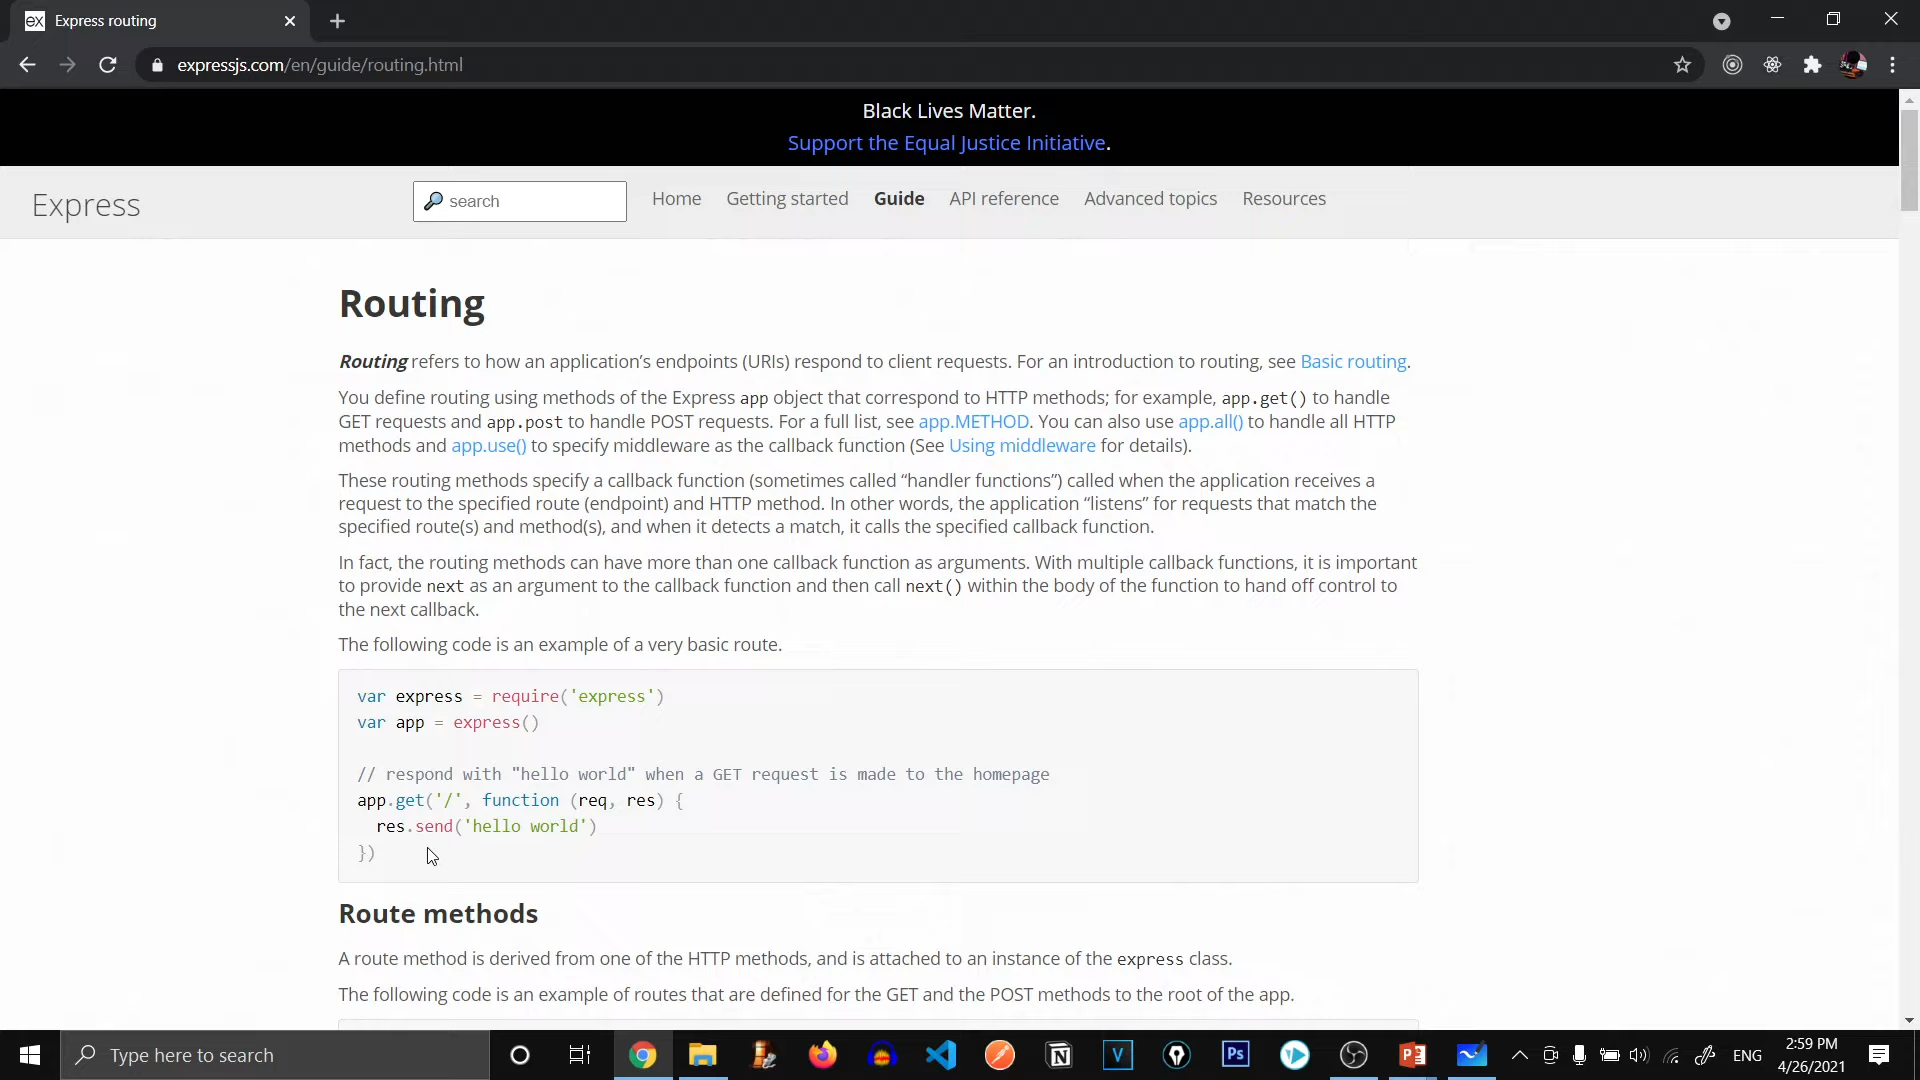 Express routing
expressjs.com/en/guide/routing.html
Black Lives Matter.
Support the Equal Justice Initiative.
Express
search
Home
Getting started
Guide
API reference
Advanced topics
Resources
Routing
Routing refers to how an application’s endpoints (URIs) respond to client requests. For an introduction to routing, see Basic routing.
You define routing using methods of the Express app object that correspond to HTTP methods; for example, app.get() to handle
GET requests and app.post to handle POST requests. For a full list, see app.METHOD. You can also use app.all() to handle all HTTP
methods and app.use() to specify middleware as the callback function (See Using middleware for details).
These routing methods specify a callback function (sometimes called “handler functions”) called when the application receives a
request to the specified route (endpoint) and HTTP method. In other words, the application “listens” for requests that match the
specified route(s) and method(s), and when it detects a match, it calls the specified callback function.
In fact, the routing methods can have more than one callback function as arguments. With multiple callback functions, it is important
to provide next as an argument to the callback function and then call next() within the body of the function to hand off control to
the next callback.
The following code is an example of a very basic route.
var express = require('express')
var app = express()
// respond with "hello world" when a GET request is made to the homepage
app.get('/', function (req, res) {
res.send('hello world')
})
Route methods
A route method is derived from one of the HTTP methods, and is attached to an instance of the express class.
The following code is an example of routes that are defined for the GET and the POST methods to the root of the app.
Type here to search
ENG
2:59 PM
4/26/2021